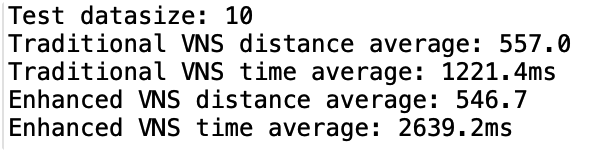 Test datasize: 10
Traditional VNS distance average: 557.0
Traditional VNS time average: 1221.4ms
Enhanced VNS distance average: 546.7
Enhanced VNS time average: 2639.2ms